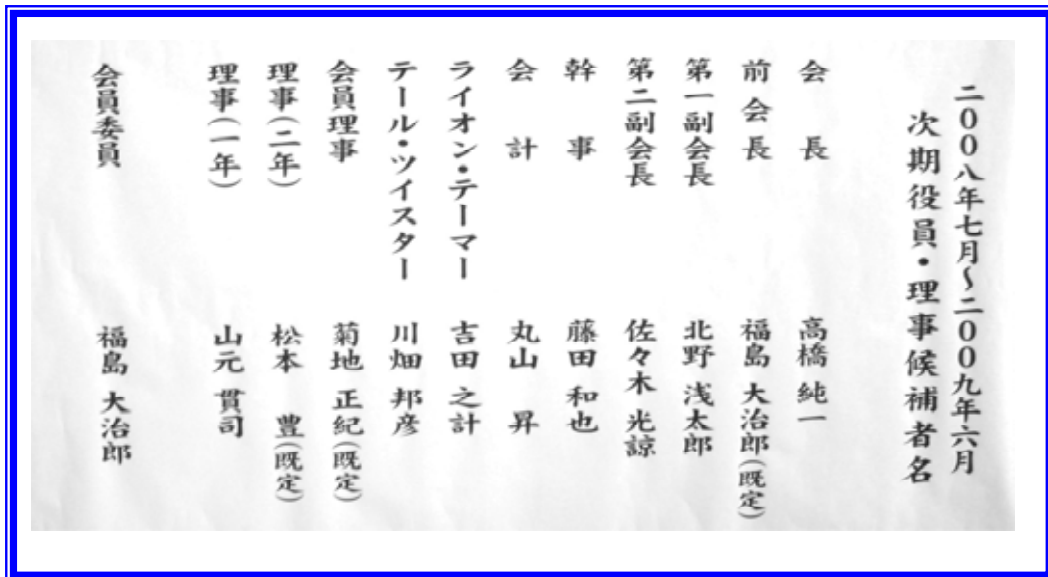 二〇〇八年七月～二〇〇九年六月
次期役員・理事候補者名
会長 高橋 純一
前会長 福島 大治郎(既定)
第一副会長 北野 浅太郎
第二副会長 佐々木 光諒
幹事 藤田 和也
会計 丸山 昇
ライオン・テーマー 吉田 之計
テール・ツイスター 川畑 邦彦
会員理事 菊地 正紀(既定)
理事(二年) 松本 豊(既定)
理事(一年) 山元 貫司
会員委員 福島 大治郎